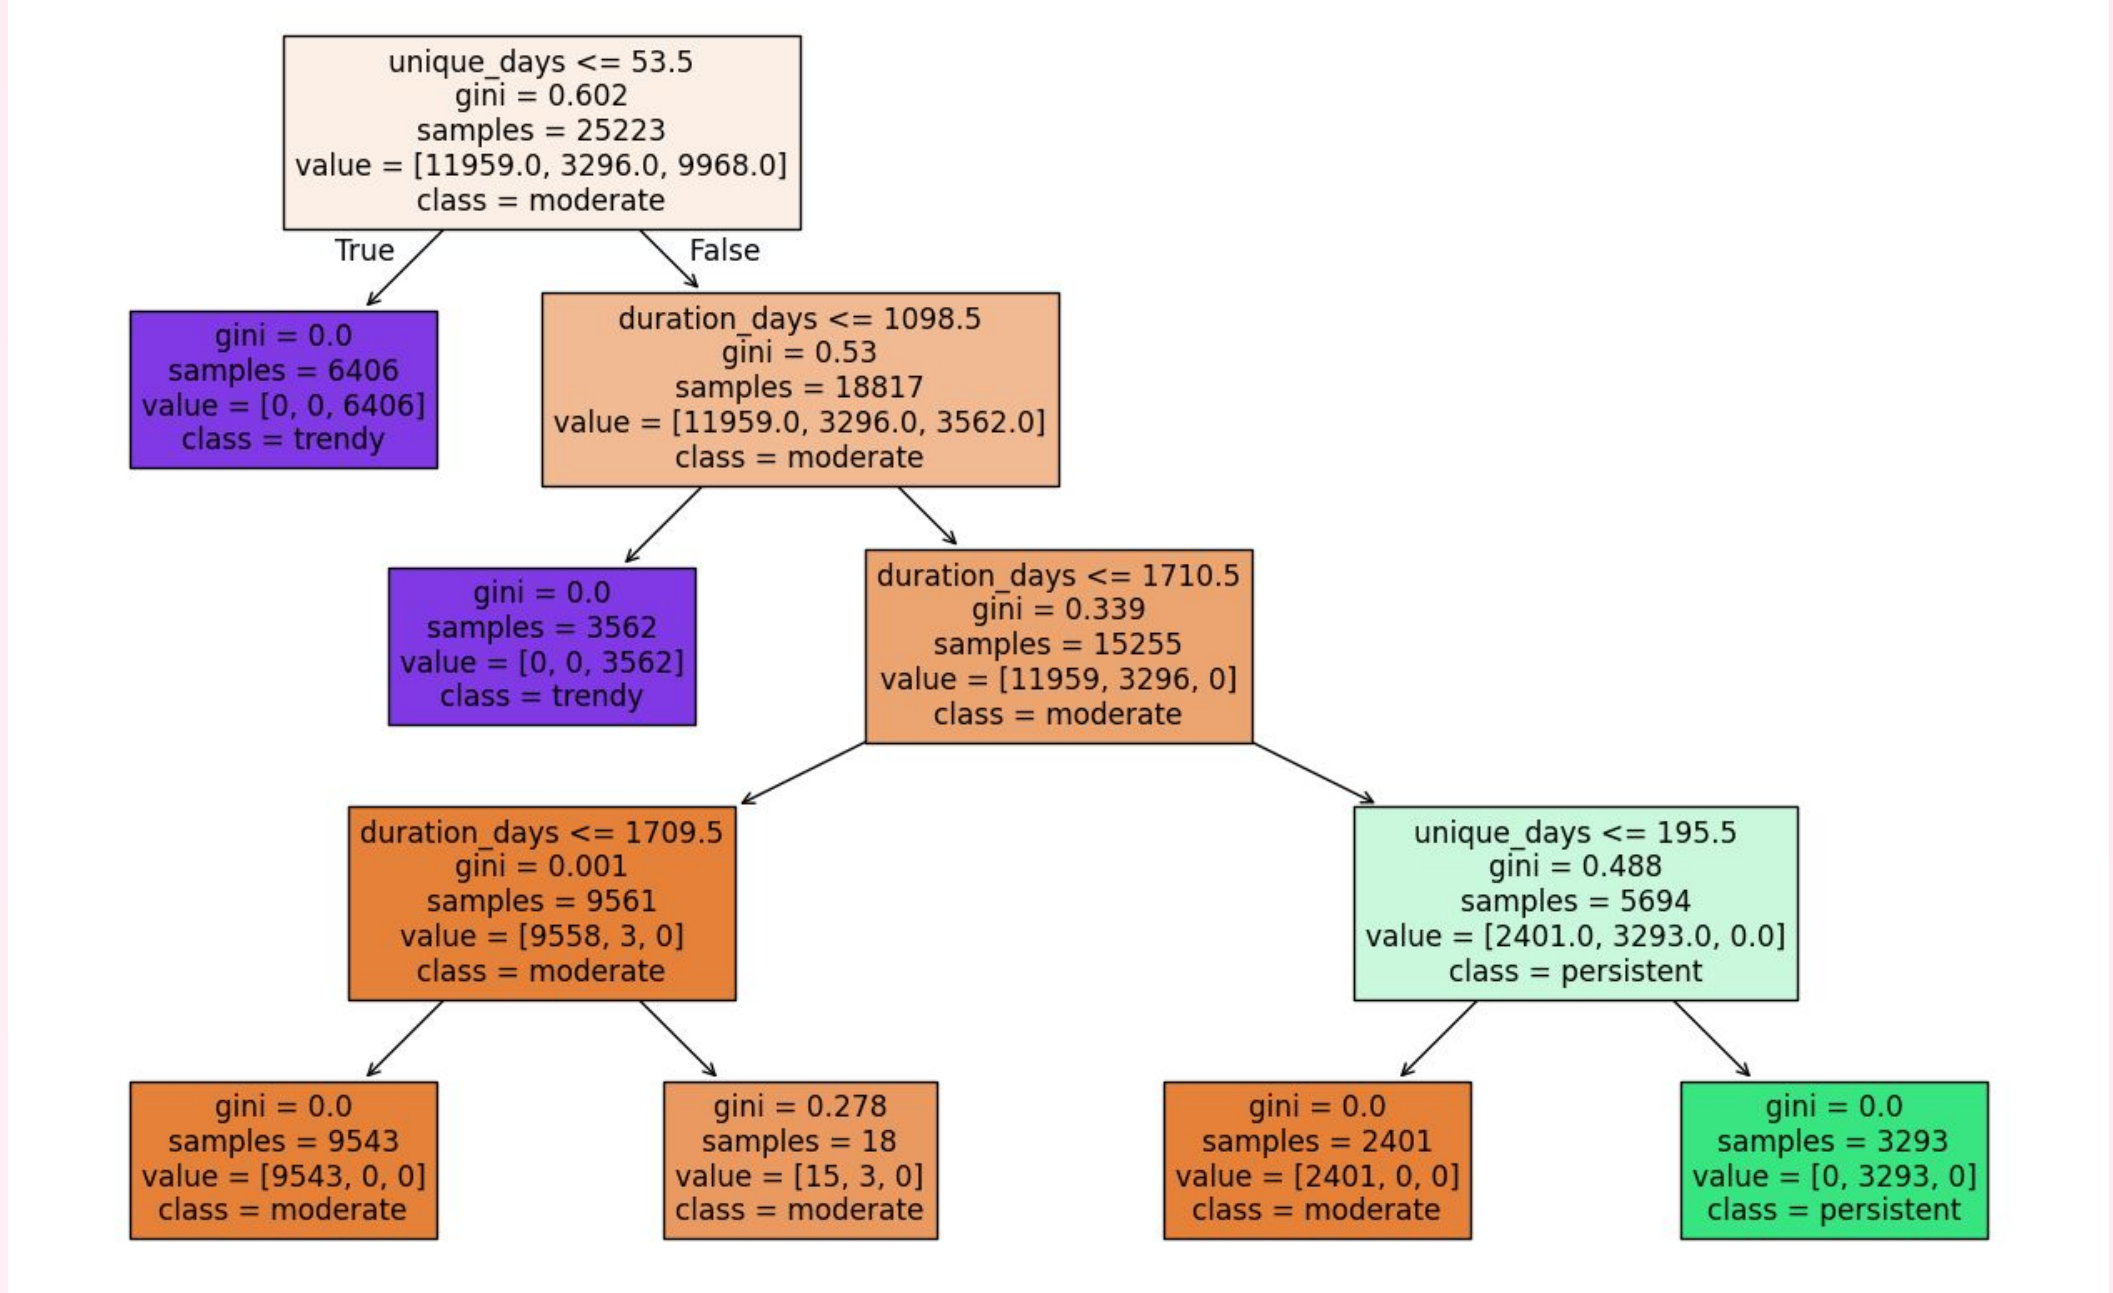 unique_days <= 53.5
gini = 0.602
samples = 25223
value = [11959.0, 3296.0, 9968.0]
class = moderate
True
False
gini = 0.0
samples = 6406
value = [0, 0, 6406]
class = trendy
duration_days <= 1098.5
gini = 0.53
samples = 18817
value = [11959.0, 3296.0, 3562.0]
class = moderate
gini = 0.0
samples = 3562
value = [0, 0, 3562]
class = trendy
duration_days <= 1710.5
gini = 0.339
samples = 15255
value = [11959, 3296, 0]
class = moderate
duration_days <= 1709.5
gini = 0.001
samples = 9561
value = [9558, 3, 0]
class = moderate
unique_days <= 195.5
gini = 0.488
samples = 5694
value = [2401.0, 3293.0, 0.0]
class = persistent
gini = 0.0
samples = 9543
value = [9543, 0, 0]
class = moderate
gini = 0.278
samples = 18
value = [15, 3, 0]
class = moderate
gini = 0.0
samples = 2401
value = [2401, 0, 0]
class = moderate
gini = 0.0
samples = 3293
value = [0, 3293, 0]
class = persistent